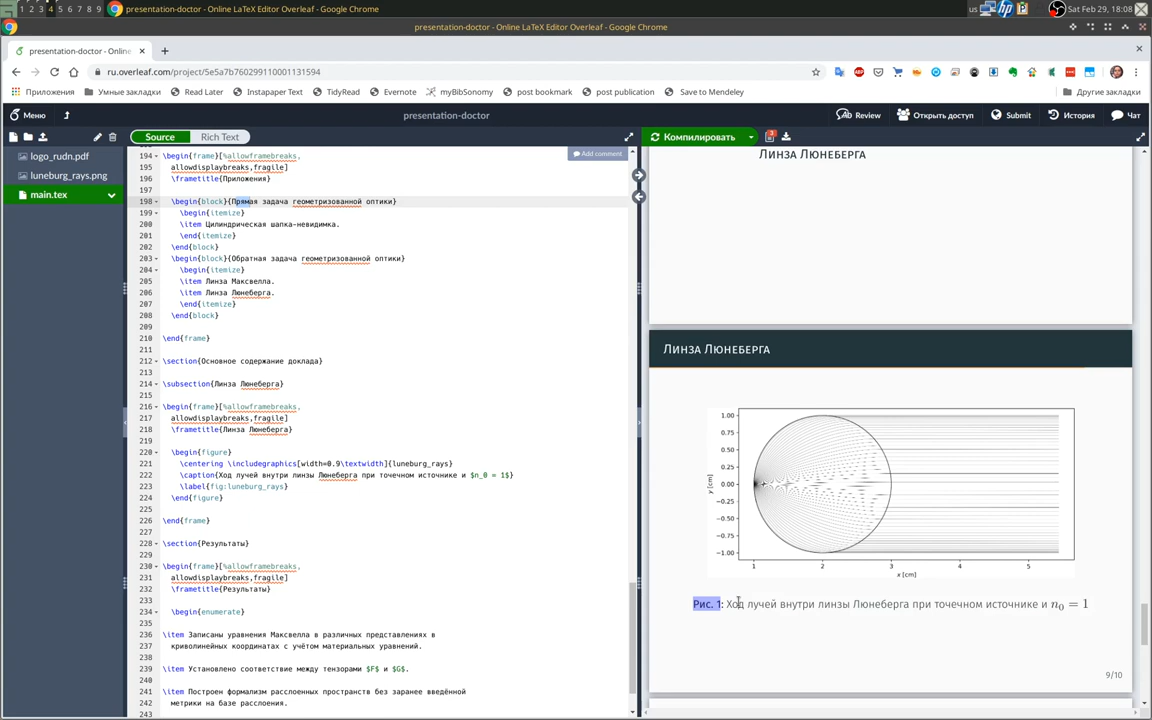 1 2 3 4 5 6 7 8 9 presentation-doctor - Online LaTeX Editor Overleaf - Google Chrome us Sat Feb 29, 18:08
presentation-doctor - Online LaTeX Editor Overleaf - Google Chrome
presentation-doctor - Online
ru.overleaf.com/project/5e5a7b760299110001131594
Приложения Умные закладки Read Later Instapaper Text TidyRead Evernote myBibSonomy post bookmark post publication Save to Mendeley Другие закладки
Menu presentation-doctor Review Открыть доступ Submit История Чат
Source Rich Text Компилировать 3
logo_rudn.pdf
luneburg_rays.png
main.tex
Add comment
194 \begin{frame}[%allowframebreaks,
195 allowdisplaybreaks,fragile]
196 \frametitle{Приложения}
197
198 \begin{block}{Прямая задача геометризованной оптики}
199 \begin{itemize}
200 \item Цилиндрическая шапка-невидимка.
201 \end{itemize}
202 \end{block}
203 \begin{block}{Обратная задача геометризованной оптики}
204 \begin{itemize}
205 \item Линза Максвелла.
206 \item Линза Люнеберга.
207 \end{itemize}
208 \end{block}
209
210 \end{frame}
211
212 \section{Основное содержание доклада}
213
214 \subsection{Линза Люнеберга}
215
216 \begin{frame}[%allowframebreaks,
217 allowdisplaybreaks,fragile]
218 \frametitle{Линза Люнеберга}
219
220 \begin{figure}
221 \centering \includegraphics[width=0.9\textwidth]{luneburg_rays}
222 \caption{Ход лучей внутри линзы Люнеберга при точечном источнике и $n_0 = 1$}
223 \label{fig:luneburg_rays}
224 \end{figure}
225
226 \end{frame}
227
228 \section{Результаты}
229
230 \begin{frame}[%allowframebreaks,
231 allowdisplaybreaks,fragile]
232 \frametitle{Результаты}
233
234 \begin{enumerate}
235
236 \item Записаны уравнения Максвелла в различных представлениях в
237 криволинейных координатах с учётом материальных уравнений.
238
239 \item Установлено соответствие между тензорами $F$ и $G$.
240
241 \item Построен формализм расслоенных пространств без заранее введённой
242 метрики на базе расслоения.
243
Линза Люнеберга
Линза Люнеберга
1.00
0.75
0.50
0.25
0.00
−0.25
−0.50
−0.75
−1.00
y [cm]
1 2 3 4 5
x [cm]
Рис. 1: Ход лучей внутри линзы Люнеберга при точечном источнике и n₀ = 1
9/10